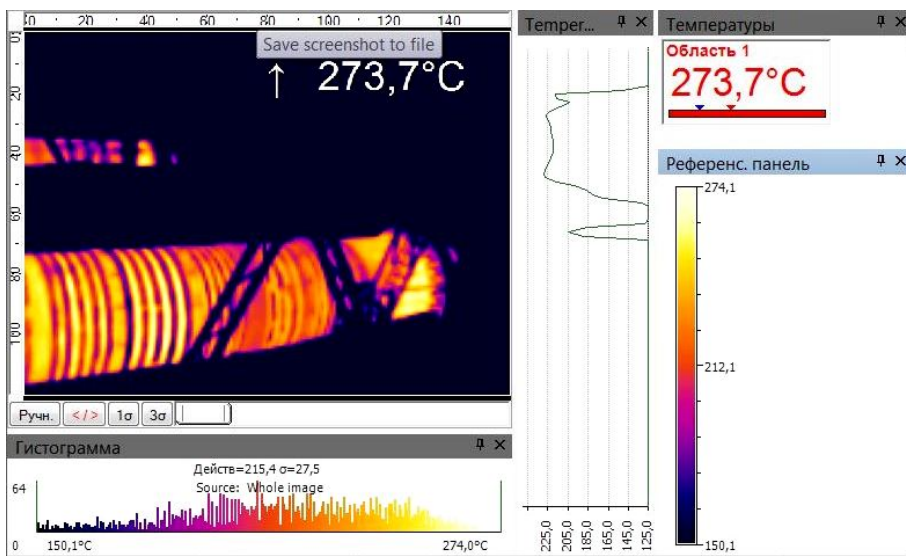 0 20 40 60 80 100 120 140
Save screenshot to file
↑ 273,7°C
0
20
40
60
80
100
Ручн. </> 1σ 3σ
Гистограмма
Действ=215,4 σ=27,5
Source: Whole image
64
0 150,1°C 274,0°C
Temper...
225,0 205,0 185,0 165,0 145,0 125,0
Температуры
Область 1
273,7°C
Референс. панель
274,1
212,1
150,1